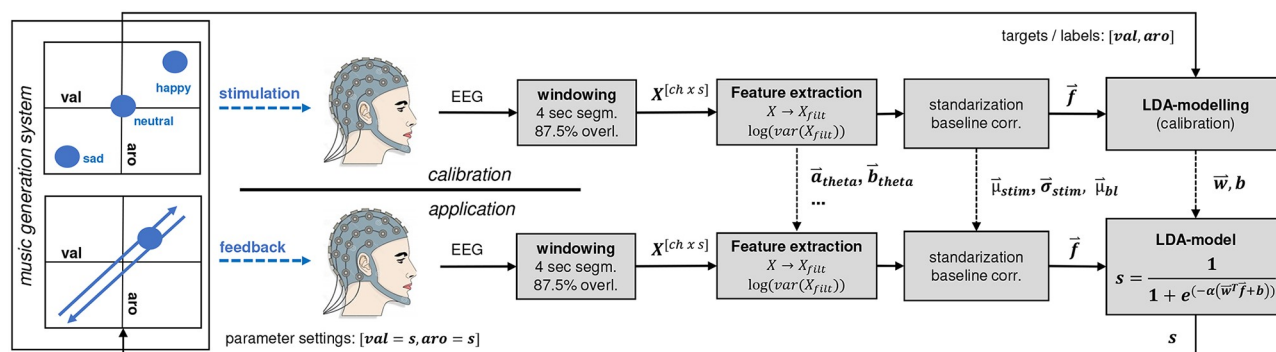 music generation system
val
aro
happy
neutral
sad
stimulation
EEG
windowing
4 sec segm.
87.5% overl.
X^[ch x s]
Feature extraction
X → X_filt
log(var(X_filt))
standarization
baseline corr.
f⃗
targets / labels: [val, aro]
LDA-modelling
(calibration)
calibration
a⃗_theta, b⃗_theta
...
μ⃗_stim, σ⃗_stim, μ⃗_bl
w⃗, b
application
val
aro
feedback
EEG
windowing
4 sec segm.
87.5% overl.
X^[ch x s]
Feature extraction
X → X_filt
log(var(X_filt))
standarization
baseline corr.
f⃗
LDA-model
s = 1 / (1 + e^(-α(w⃗^T f⃗+b)))
parameter settings: [val = s, aro = s]
s